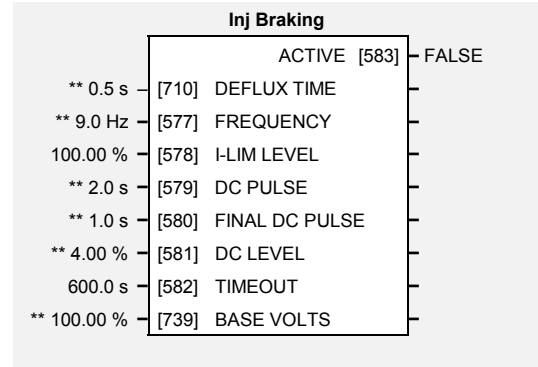 Inj Braking
ACTIVE [583] FALSE
** 0.5 s [710] DEFLUX TIME
** 9.0 Hz [577] FREQUENCY
100.00 % [578] I-LIM LEVEL
** 2.0 s [579] DC PULSE
** 1.0 s [580] FINAL DC PULSE
** 4.00 % [581] DC LEVEL
600.0 s [582] TIMEOUT
** 100.00 % [739] BASE VOLTS